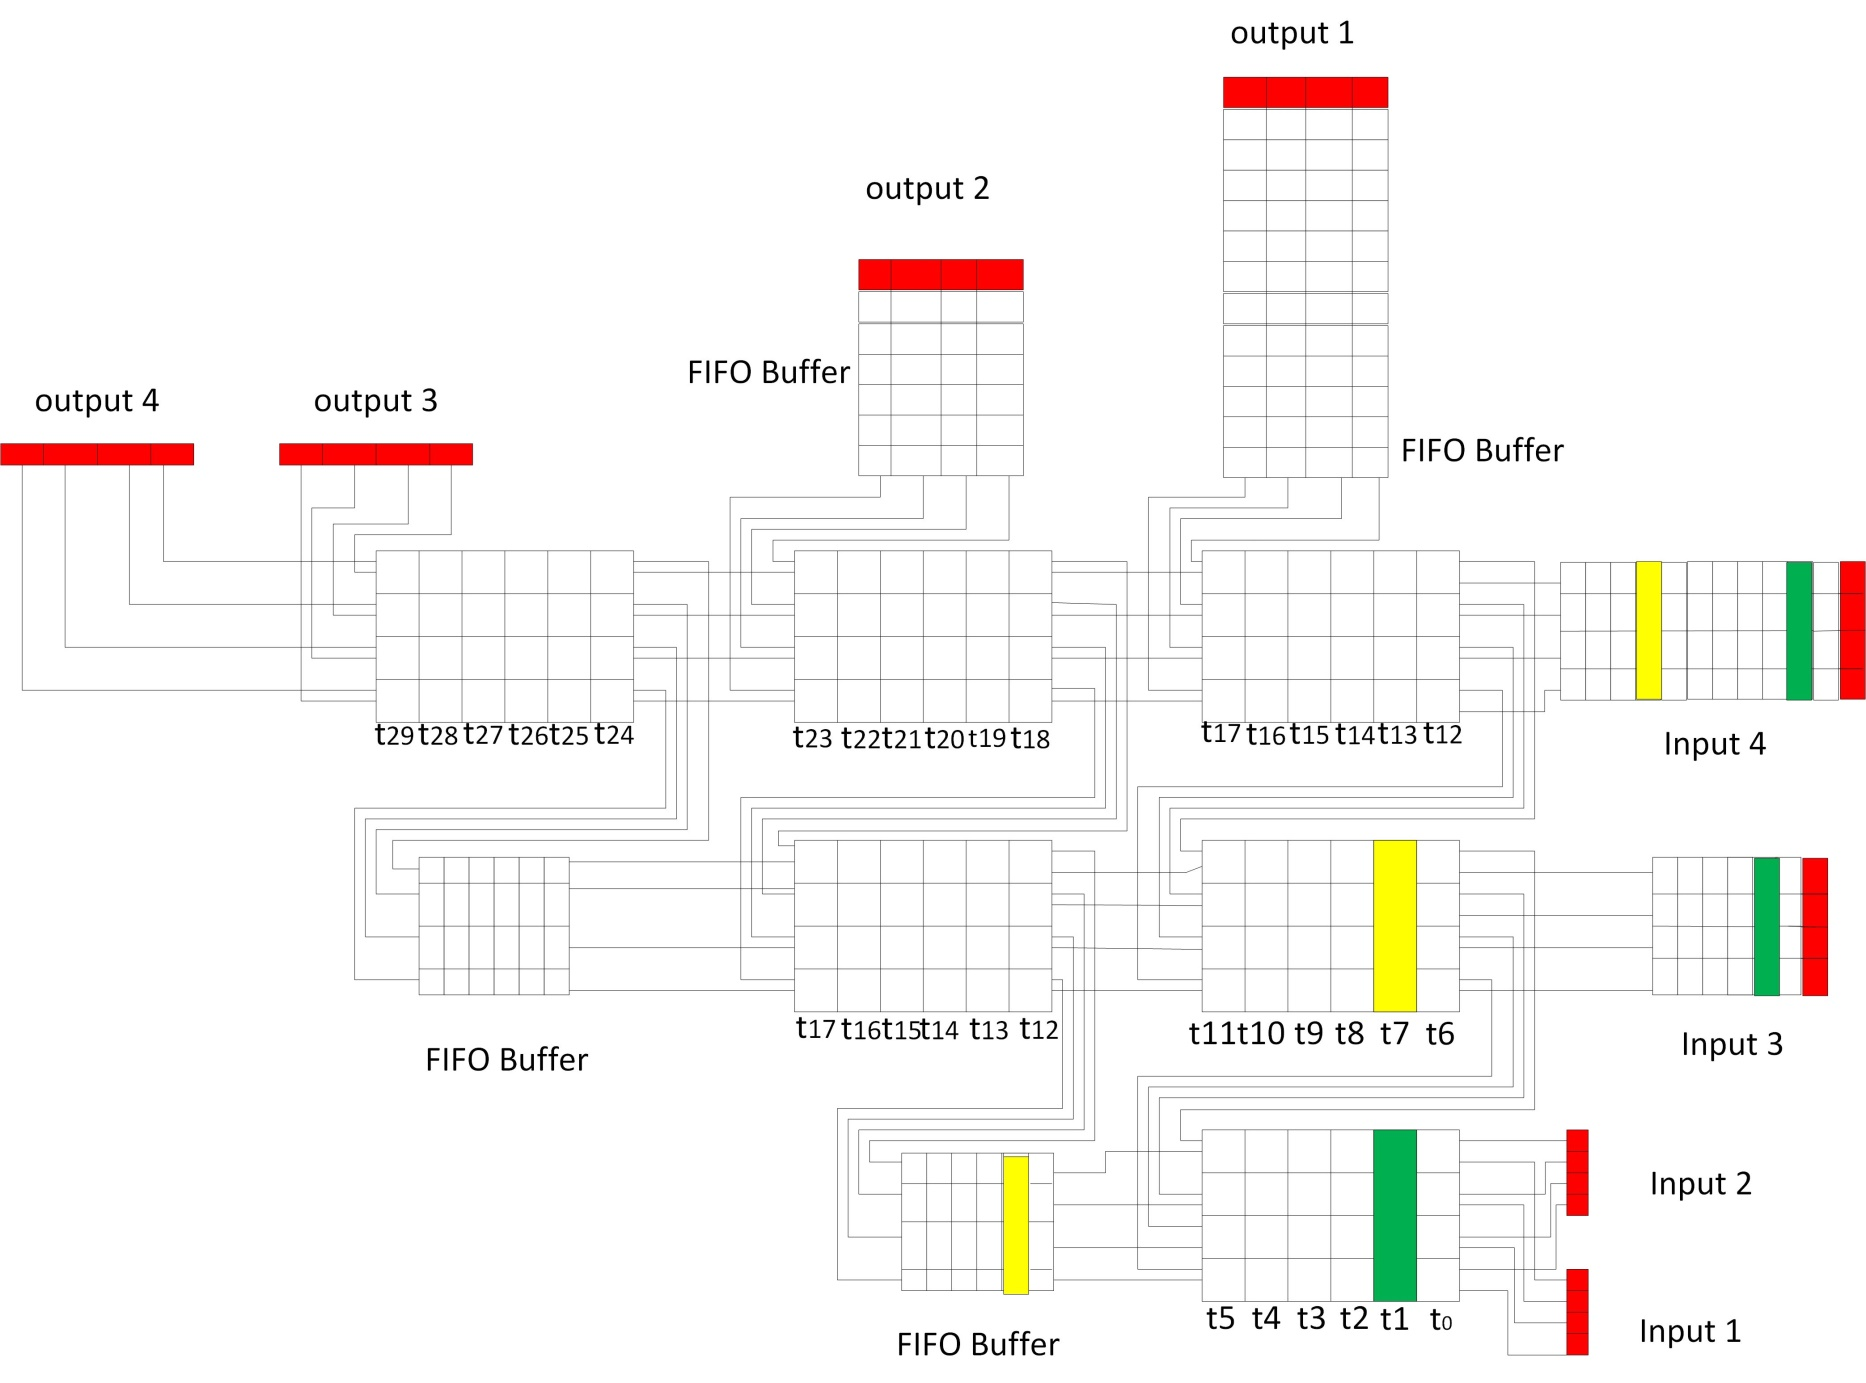 output 1
output 2
FIFO Buffer
output 4
output 3
FIFO Buffer
t29 t28 t27 t26 t25 t24
t23 t22 t21 t20 t19 t18
t17 t16 t15 t14 t13 t12
Input 4
t17 t16 t15 t14 t13 t12
t11 t10 t9 t8 t7 t6
Input 3
FIFO Buffer
Input 2
t5 t4 t3 t2 t1 t0
Input 1
FIFO Buffer